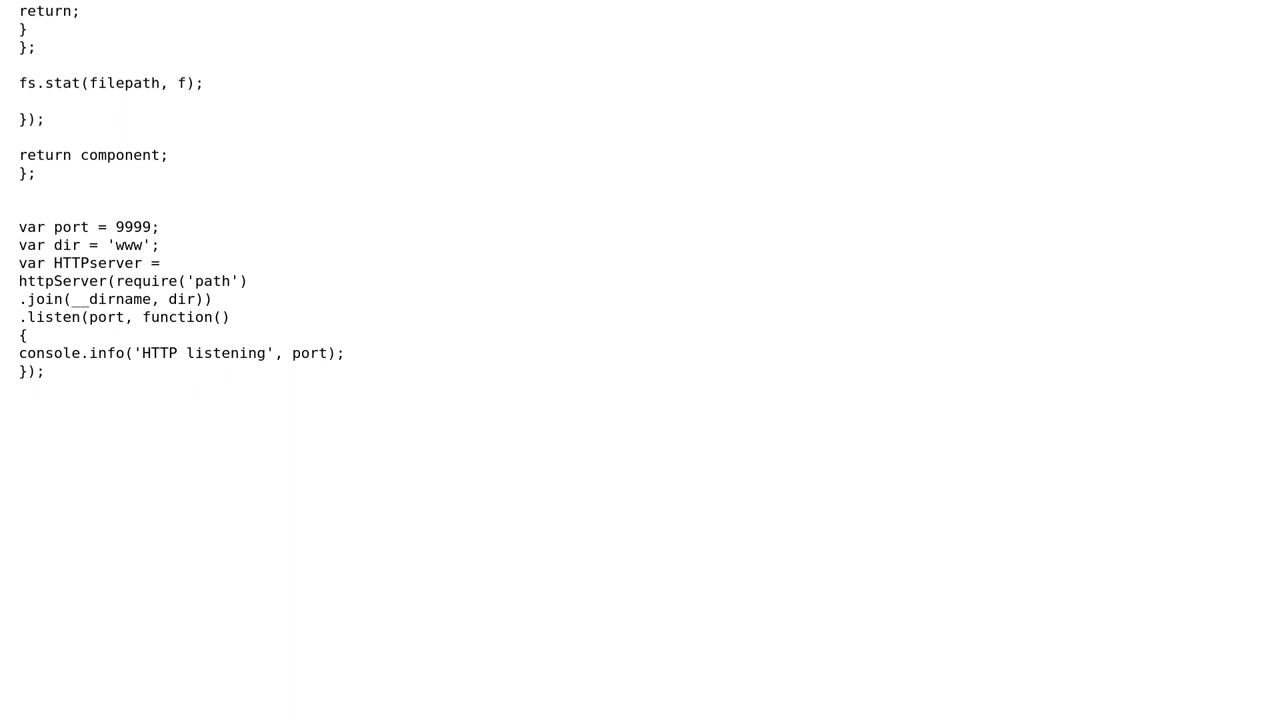 return;
}
};
fs.stat(filepath, f);
});
return component;
};
var port = 9999;
var dir = 'www';
var HTTPserver =
httpServer(require('path')
.join(__dirname, dir))
.listen(port, function()
{
console.info('HTTP listening', port);
});